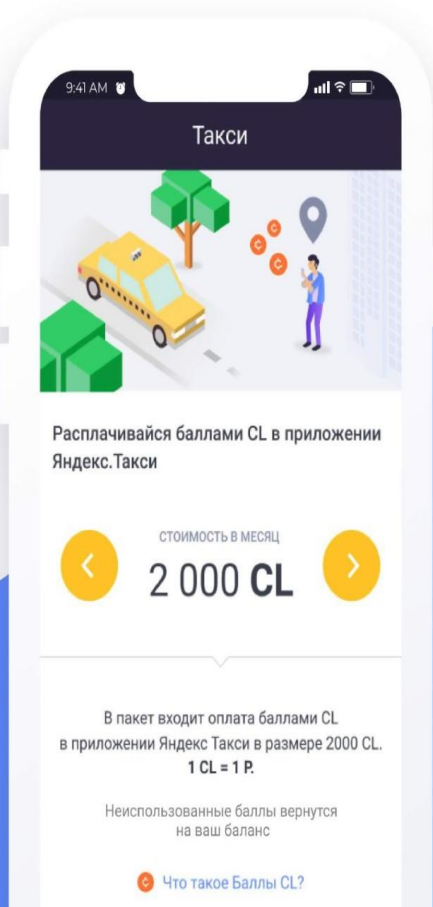 9:41 AM
Такси
Расплачивайся баллами CL в приложении
Яндекс.Такси
СТОИМОСТЬ В МЕСЯЦ
2 000 CL
В пакет входит оплата баллами CL
в приложении Яндекс Такси в размере 2000 CL.
1 CL = 1 Р.
Неиспользованные баллы вернутся
на ваш баланс
Что такое Баллы CL?